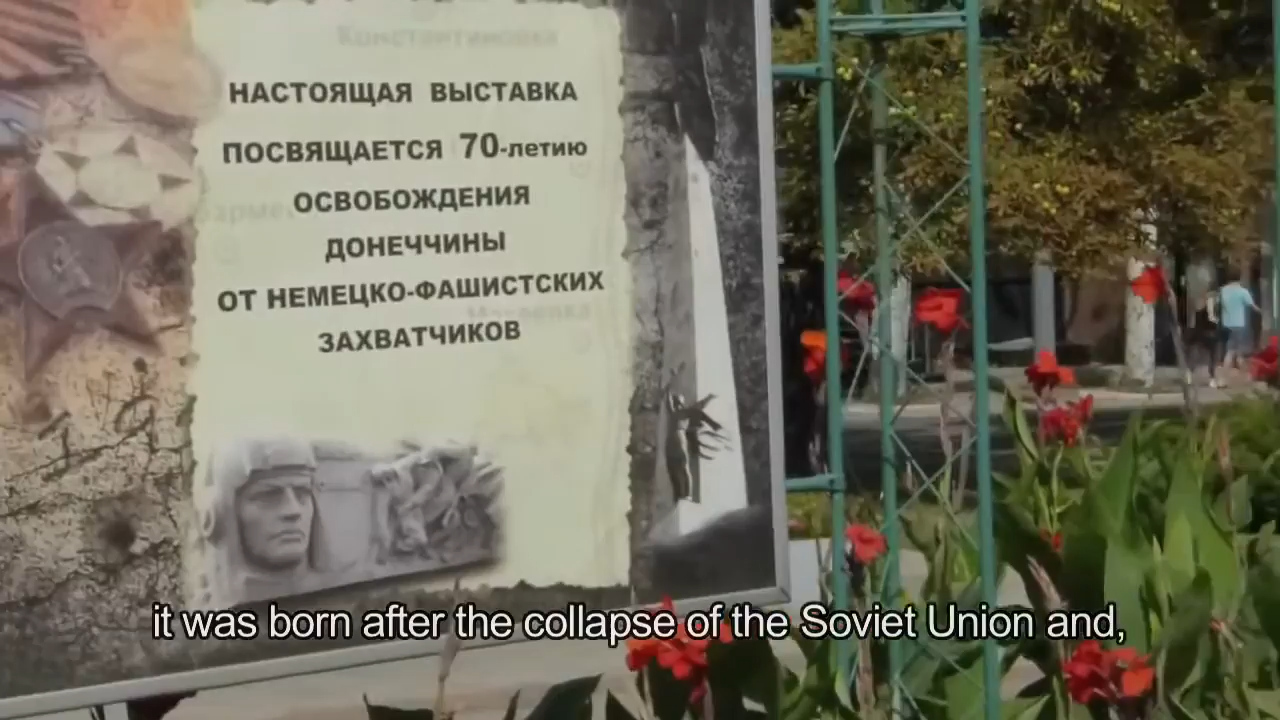 Константиновка
НАСТОЯЩАЯ ВЫСТАВКА
ПОСВЯЩАЕТСЯ 70-летию
ОСВОБОЖДЕНИЯ
ДОНЕЧЧИНЫ
ОТ НЕМЕЦКО-ФАШИСТСКИХ
ЗАХВАТЧИКОВ
it was born after the collapse of the Soviet Union and,